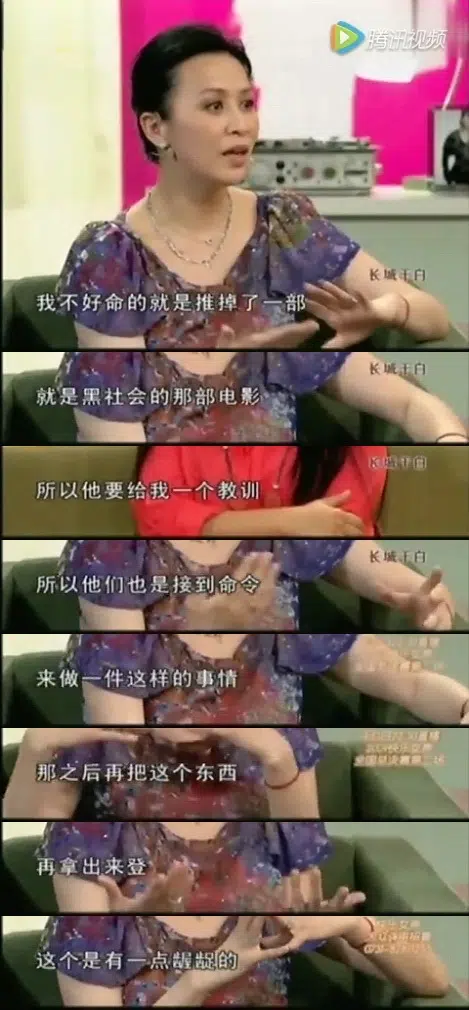 腾讯视频
长城干白
我不好命的就是推掉了一部
长城干白
就是黑社会的那部电影
长城干白
所以他要给我一个教训
长城干白
所以他们也是接到命令
来做一件这样的事情
那之后再把这个东西
再拿出来登
这个是有一点龌龊的